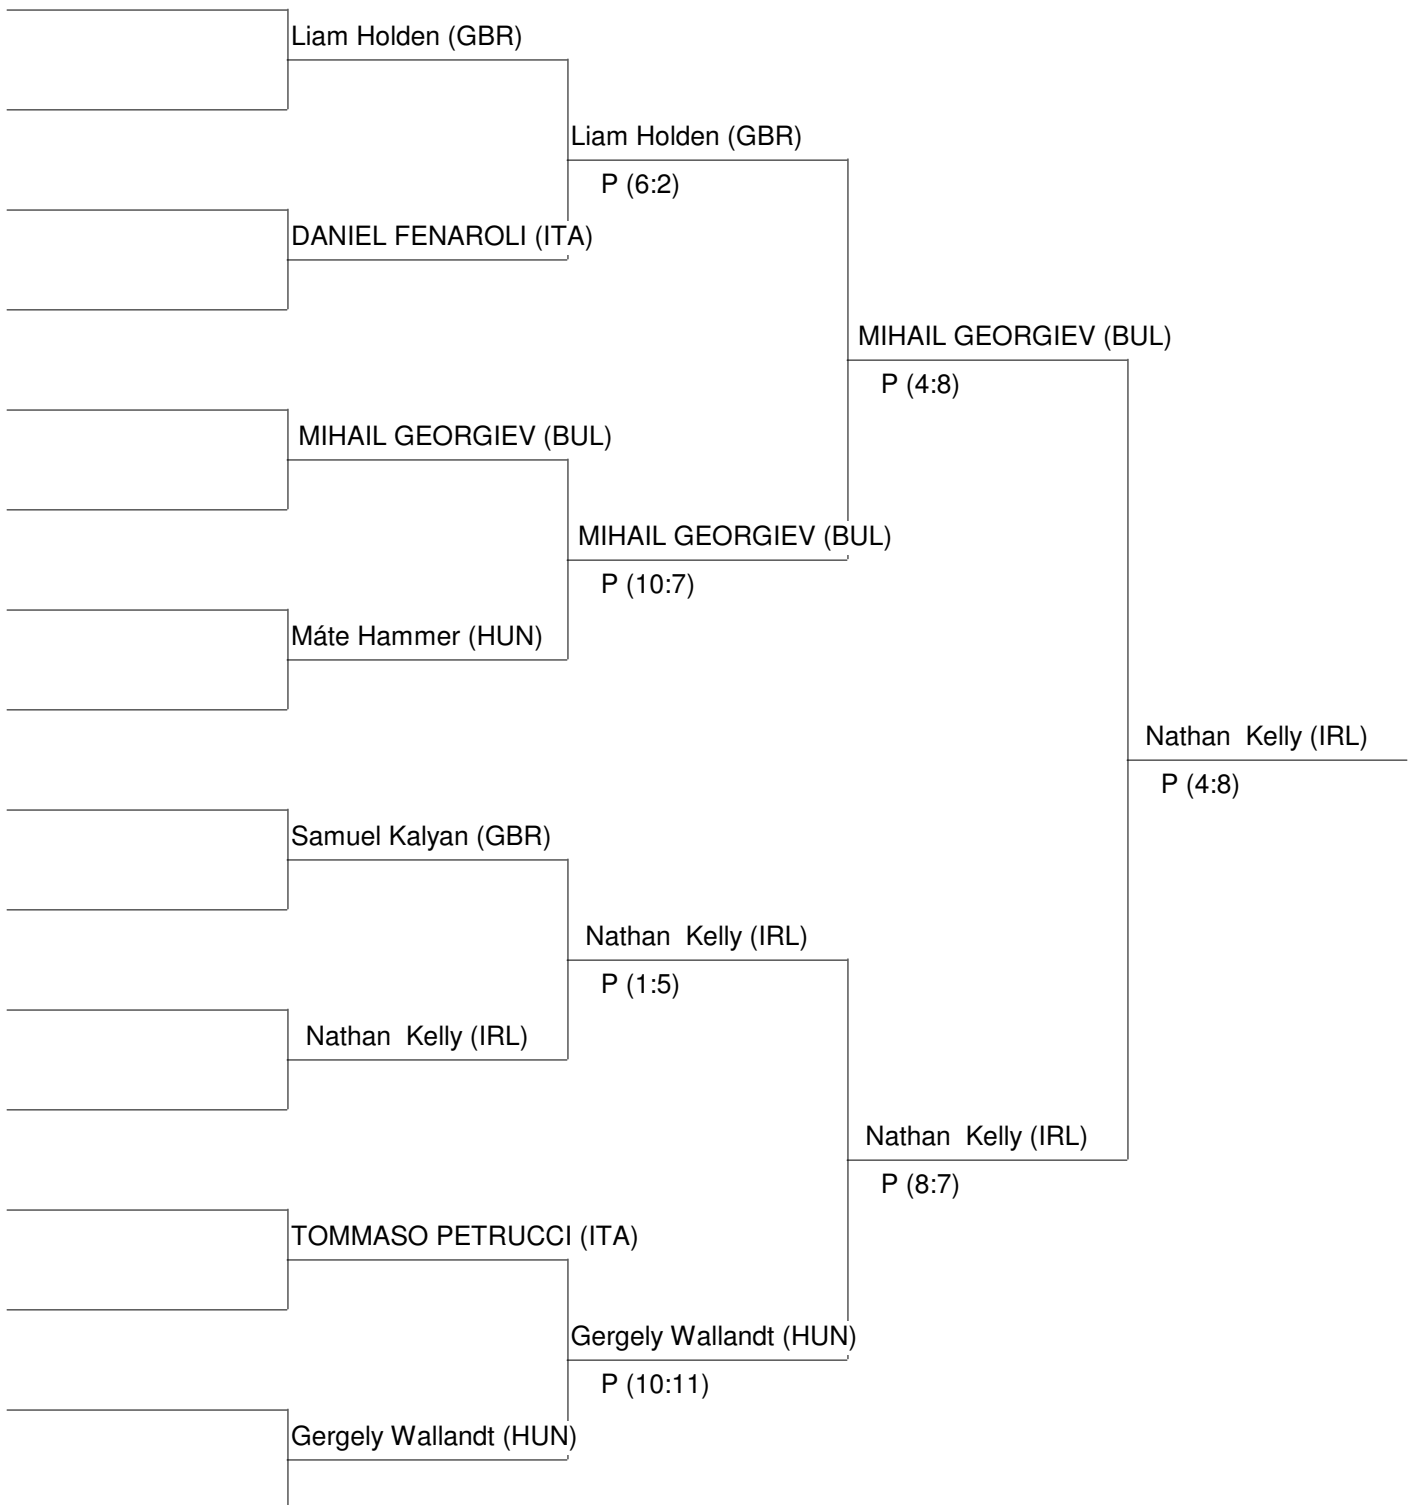 Liam Holden (GBR)
Liam Holden (GBR)
P (6:2)
DANIEL FENAROLI (ITA)
MIHAIL GEORGIEV (BUL)
P (4:8)
MIHAIL GEORGIEV (BUL)
MIHAIL GEORGIEV (BUL)
P (10:7)
Máte Hammer (HUN)
Nathan  Kelly (IRL)
P (4:8)
Samuel Kalyan (GBR)
Nathan  Kelly (IRL)
P (1:5)
Nathan  Kelly (IRL)
Nathan  Kelly (IRL)
P (8:7)
TOMMASO PETRUCCI (ITA)
Gergely Wallandt (HUN)
P (10:11)
Gergely Wallandt (HUN)